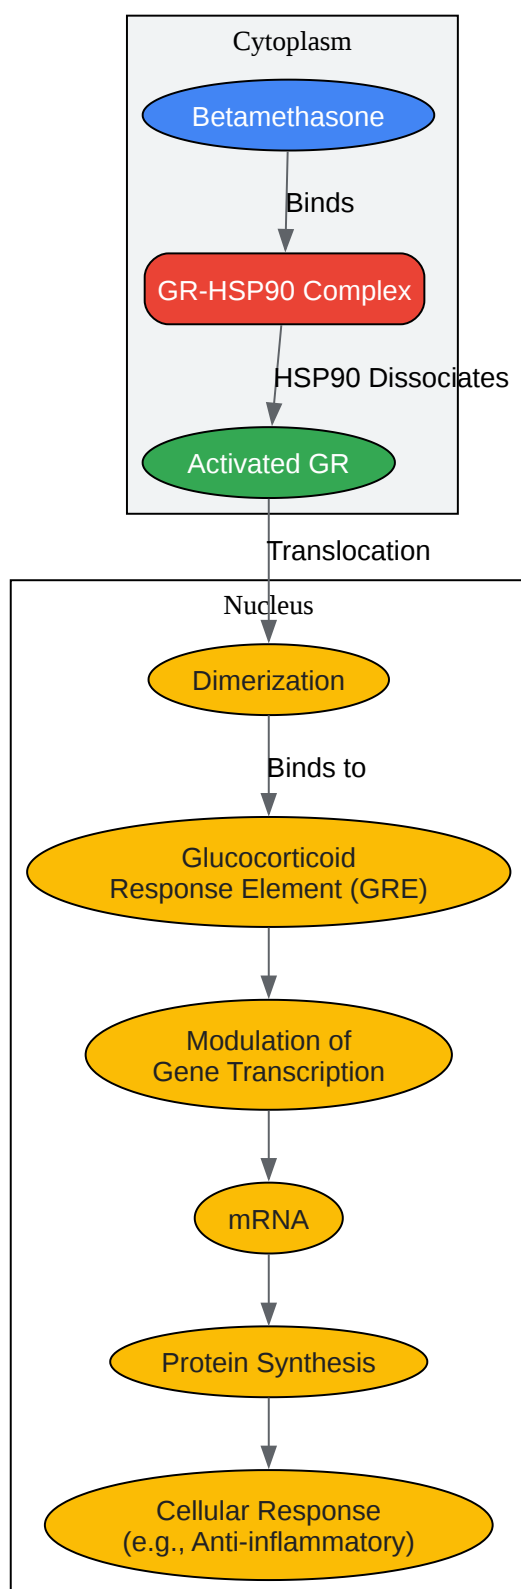 Cytoplasm
Betamethasone
Binds
GR-HSP90 Complex
HSP90 Dissociates
Activated GR
Translocation
Nucleus
Dimerization
Binds to
Glucocorticoid
Response Element (GRE)
Modulation of
Gene Transcription
mRNA
Protein Synthesis
Cellular Response
(e.g., Anti-inflammatory)